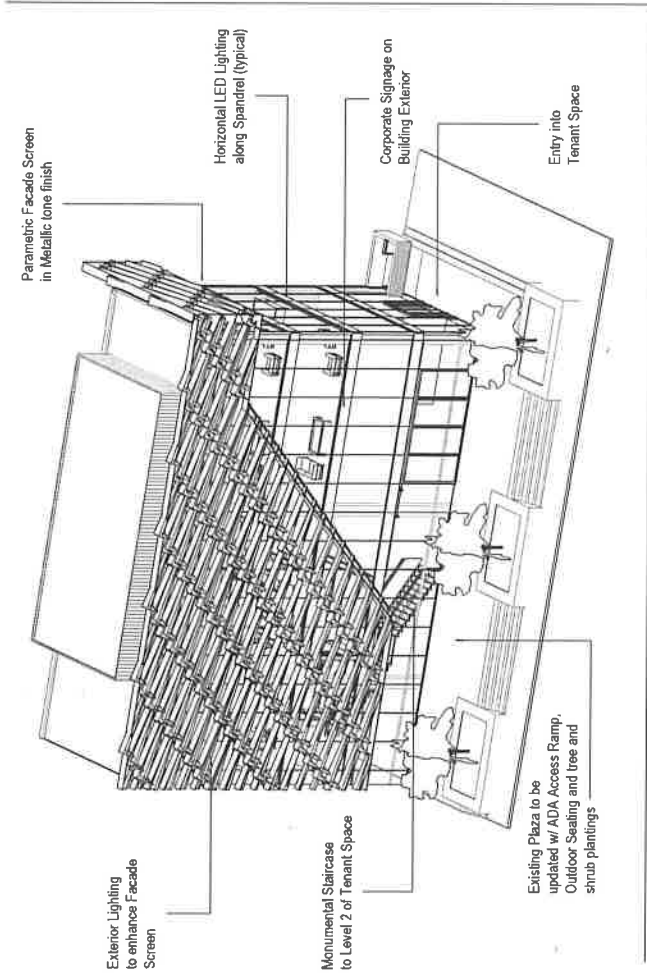 Parametric Facade Screen
in Metallic tone finish
Horizontal LED Lighting
along Spandrel (typical)
Corporate Signage on
Building Exterior
Entry into
Tenant Space
Exterior Lighting
to enhance Facade
Screen
Monumental Staircase
to Level 2 of Tenant Space
Existing Plaza to be
updated w/ ADA Access Ramp,
Outdoor Seating and tree and
shrub plantings